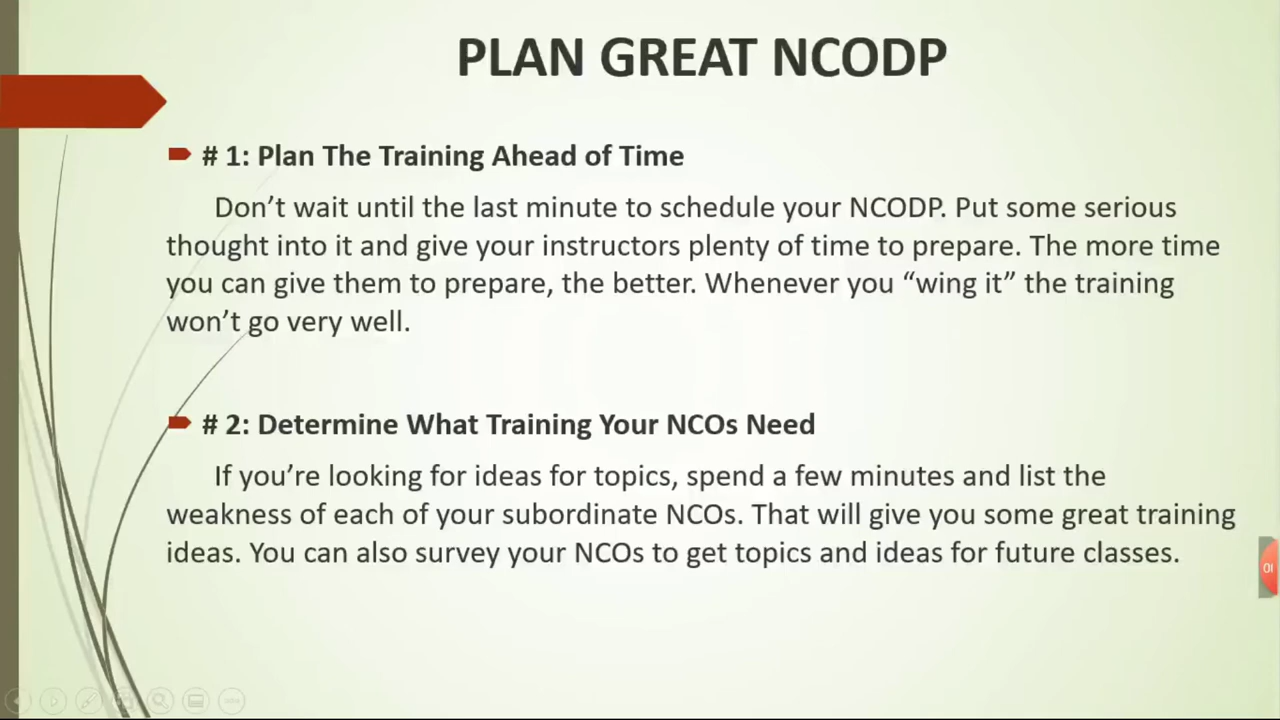 PLAN GREAT NCODP
# 1: Plan The Training Ahead of Time
Don’t wait until the last minute to schedule your NCODP. Put some serious
thought into it and give your instructors plenty of time to prepare. The more time
you can give them to prepare, the better. Whenever you “wing it” the training
won’t go very well.
# 2: Determine What Training Your NCOs Need
If you’re looking for ideas for topics, spend a few minutes and list the
weakness of each of your subordinate NCOs. That will give you some great training
ideas. You can also survey your NCOs to get topics and ideas for future classes.